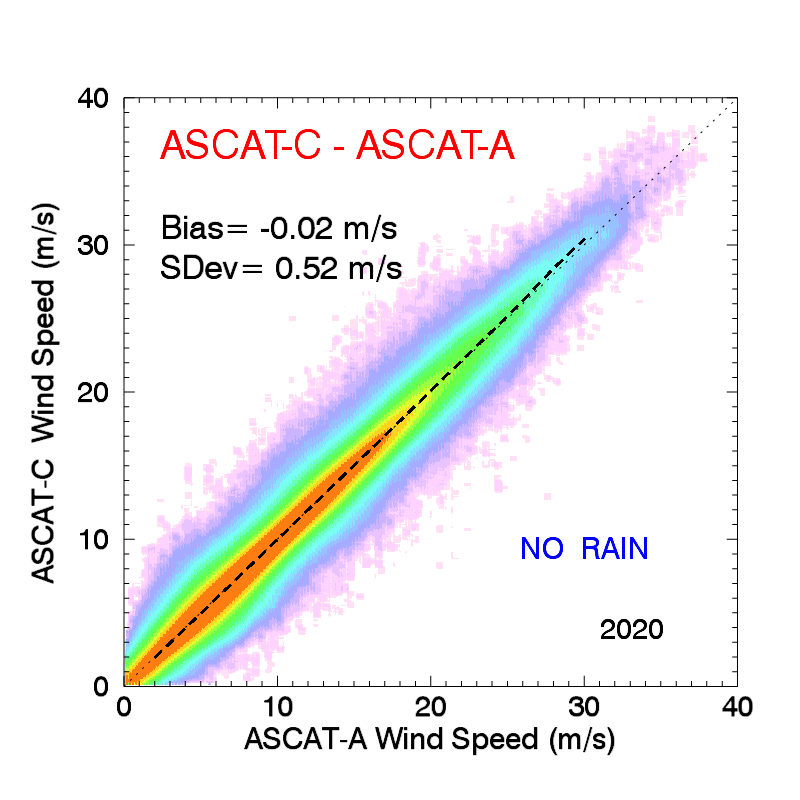 ASCAT-C - ASCAT-A
Bias= -0.02 m/s
SDev= 0.52 m/s
NO RAIN
2020
ASCAT-C Wind Speed (m/s)
40
30
20
10
0
0 10 20 30 40
ASCAT-A Wind Speed (m/s)